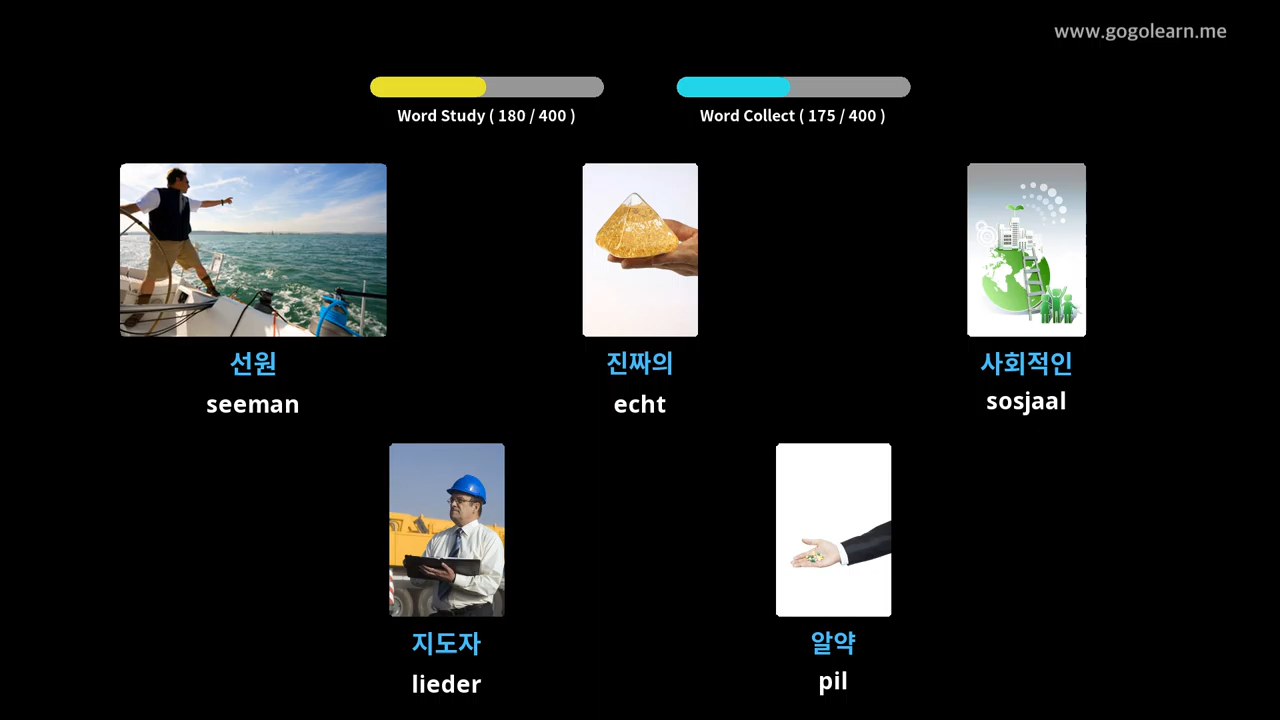 www.gogolearn.me
Word Study ( 180 / 400 )
Word Collect ( 175 / 400 )
선원
진짜의
사회적인
seeman
echt
sosjaal
지도자
알약
lieder
pil